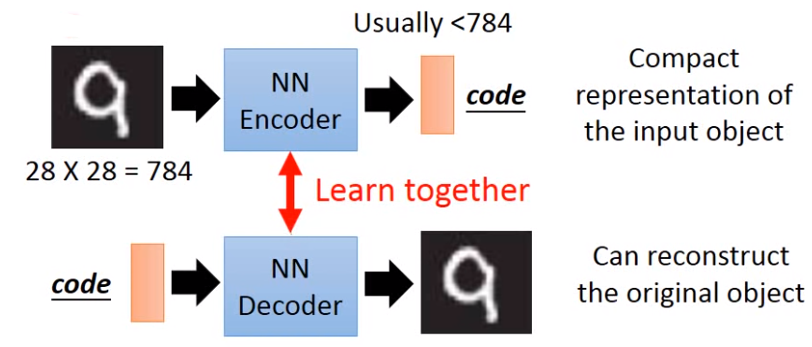 Usually <784
NN
Encoder
code
Compact
representation of
the input object
28 X 28 = 784
Learn together
code
NN
Decoder
Can reconstruct
the original object